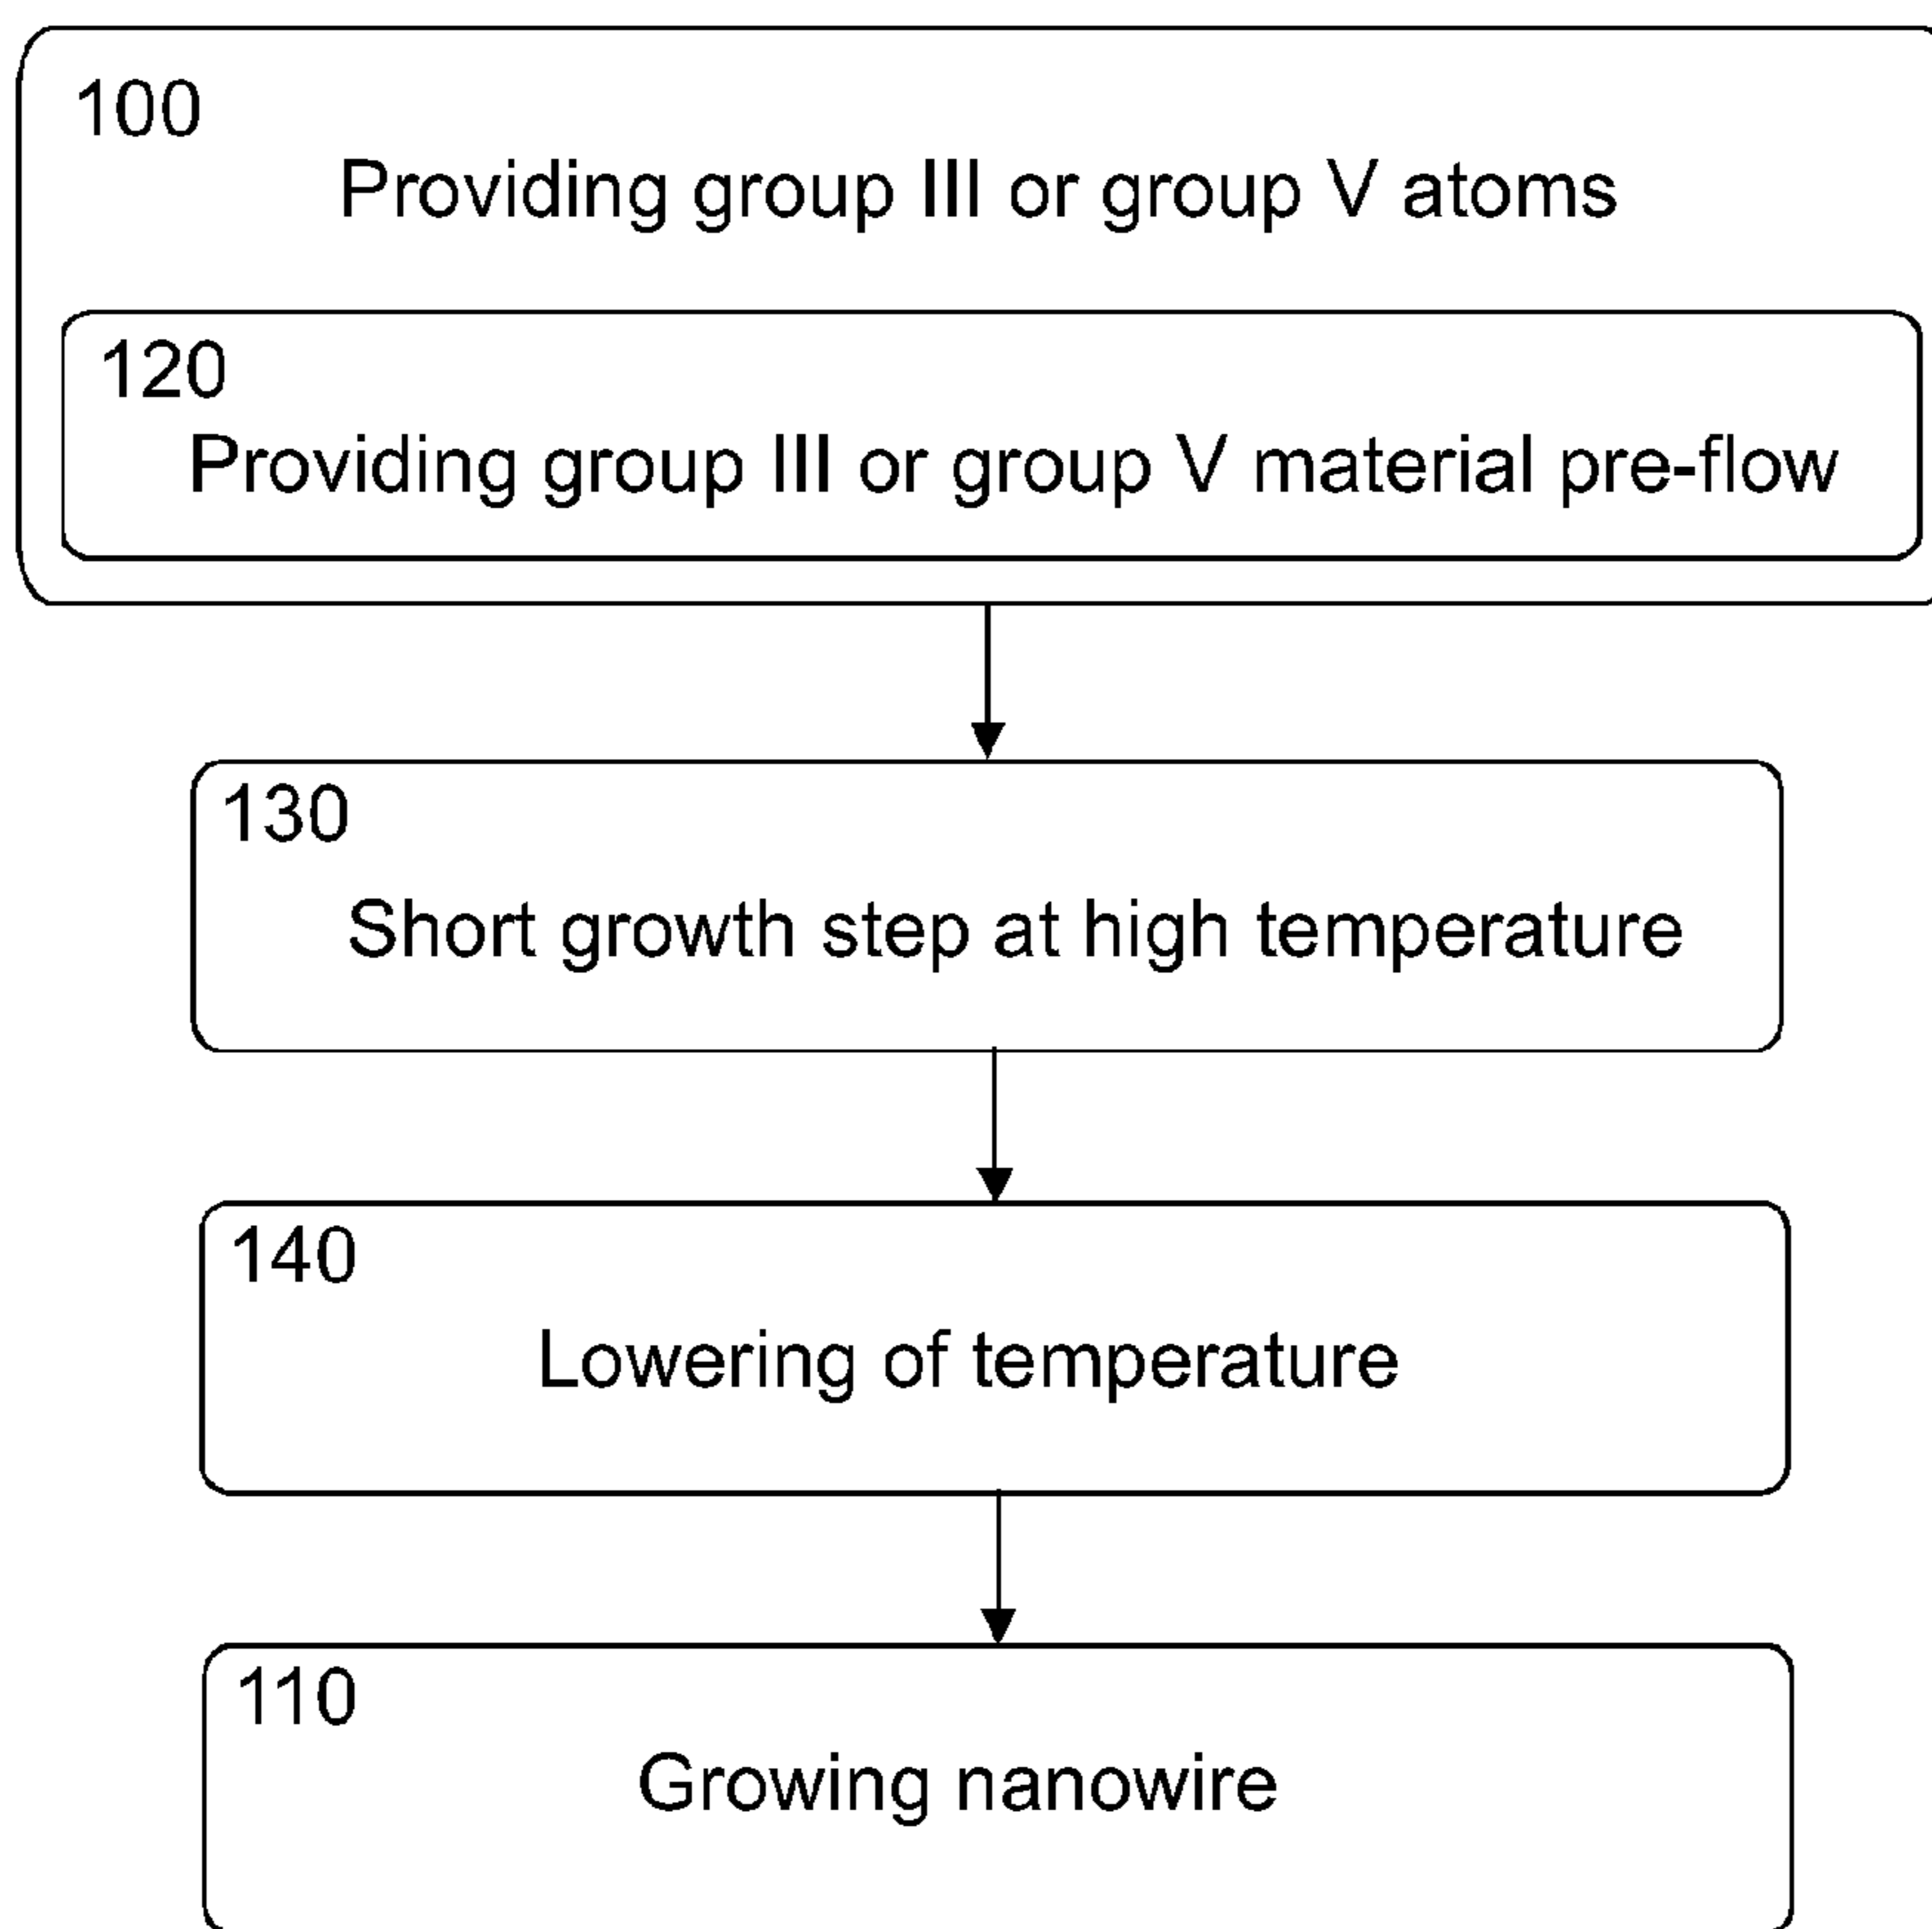 100
Providing group III or group V atoms
120
Providing group III or group V material pre-flow
130
Short growth step at high temperature
140
Lowering of temperature
110
Growing nanowire